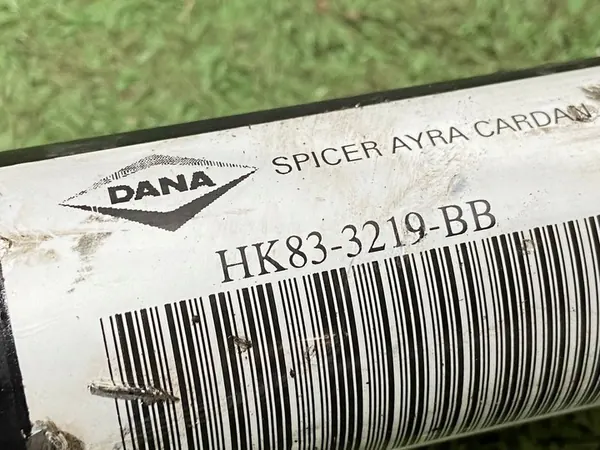 DANA
SPICER AYRA CARDAN
HK83-3219-BB